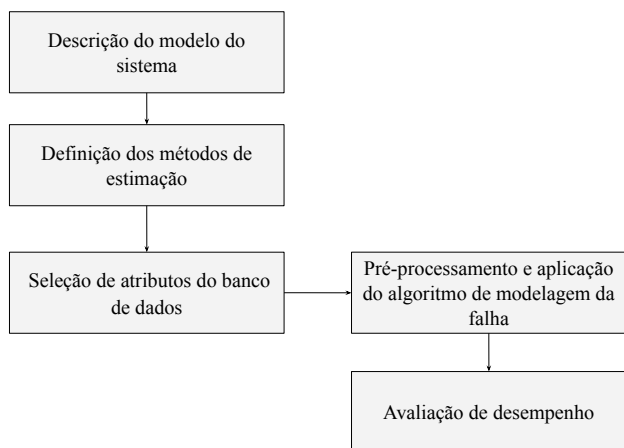 Descrição do modelo do
sistema
Definição dos métodos de
estimação
Seleção de atributos do banco
de dados
Pré-processamento e aplicação
do algoritmo de modelagem da
falha
Avaliação de desempenho